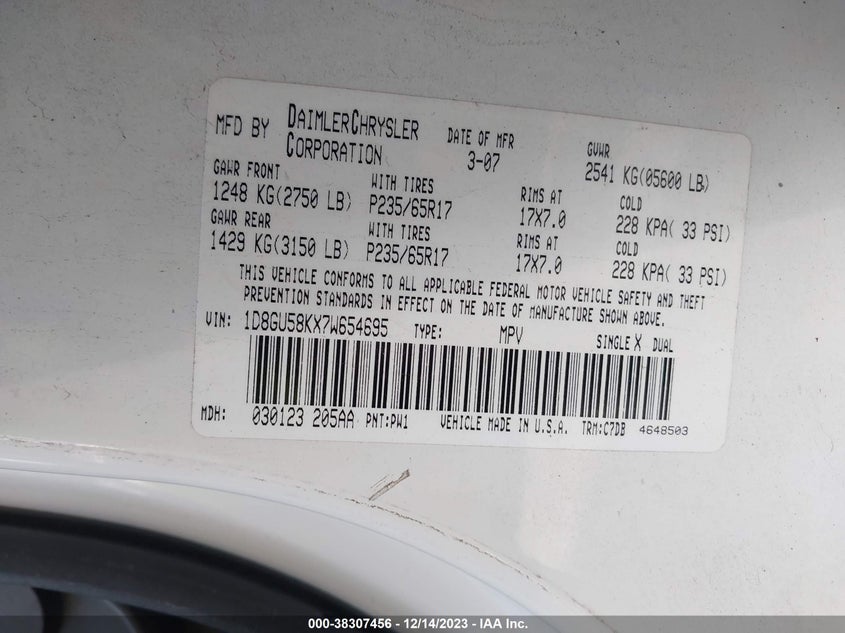 MFD BY DAIMLERCHRYSLER CORPORATION DATE OF MFR 3-07 GVWR 2541 KG(05600 LB)
GAWR FRONT WITH TIRES RIMS AT COLD
1248 KG(2750 LB) P235/65R17 17X7.0 228 KPA( 33 PSI)
GAWR REAR WITH TIRES RIMS AT COLD
1429 KG(3150 LB) P235/65R17 17X7.0 228 KPA( 33 PSI)
THIS VEHICLE CONFORMS TO ALL APPLICABLE FEDERAL MOTOR VEHICLE SAFETY AND THEFT
PREVENTION STANDARDS IN EFFECT ON THE DATE OF MANUFACTURE SHOWN ABOVE.
VIN: 1D8GU58KX7W654695 TYPE: MPV SINGLE X DUAL
MDH: 030123 205AA PNT:PW1 VEHICLE MADE IN U.S.A. TRM:C7DB 4648503
000-38307456 - 12/14/2023 - IAA Inc.